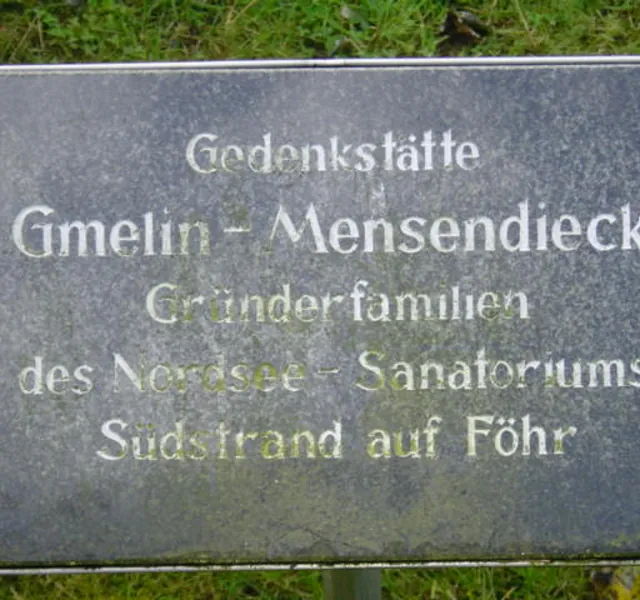 Gedenkstätte
Gmelin - Mensendieck
Gründerfamilien
des Nordsee - Sanatoriums
Südstrand auf Föhr